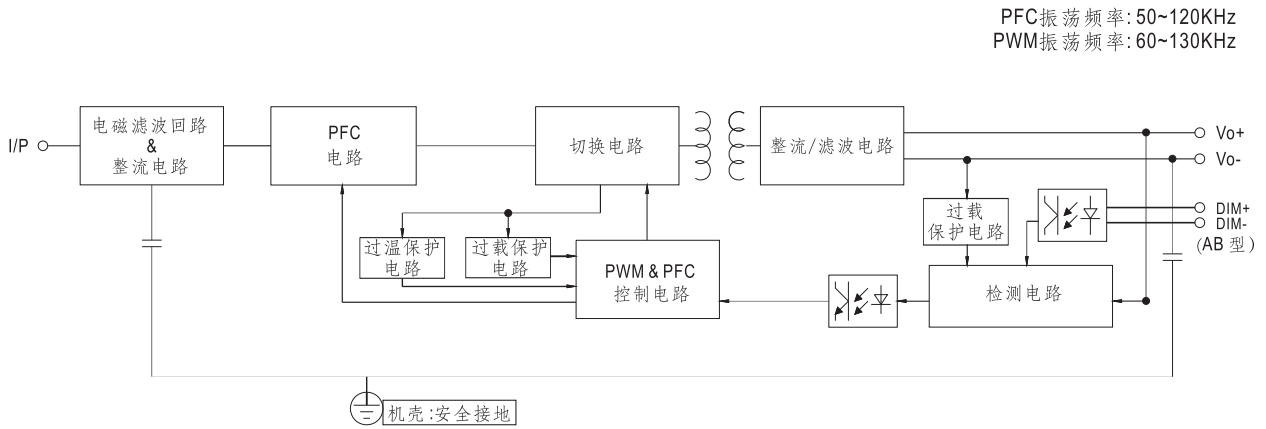 PFC振荡频率: 50~120KHz
PWM振荡频率: 60~130KHz
I/P
电磁滤波回路
&
整流电路
PFC
电路
切换电路
整流/滤波电路
Vo+
Vo-
过载
保护电路
DIM+
DIM-
(AB 型)
过温保护
电路
过载保护
电路
PWM & PFC
控制电路
检测电路
机壳:安全接地